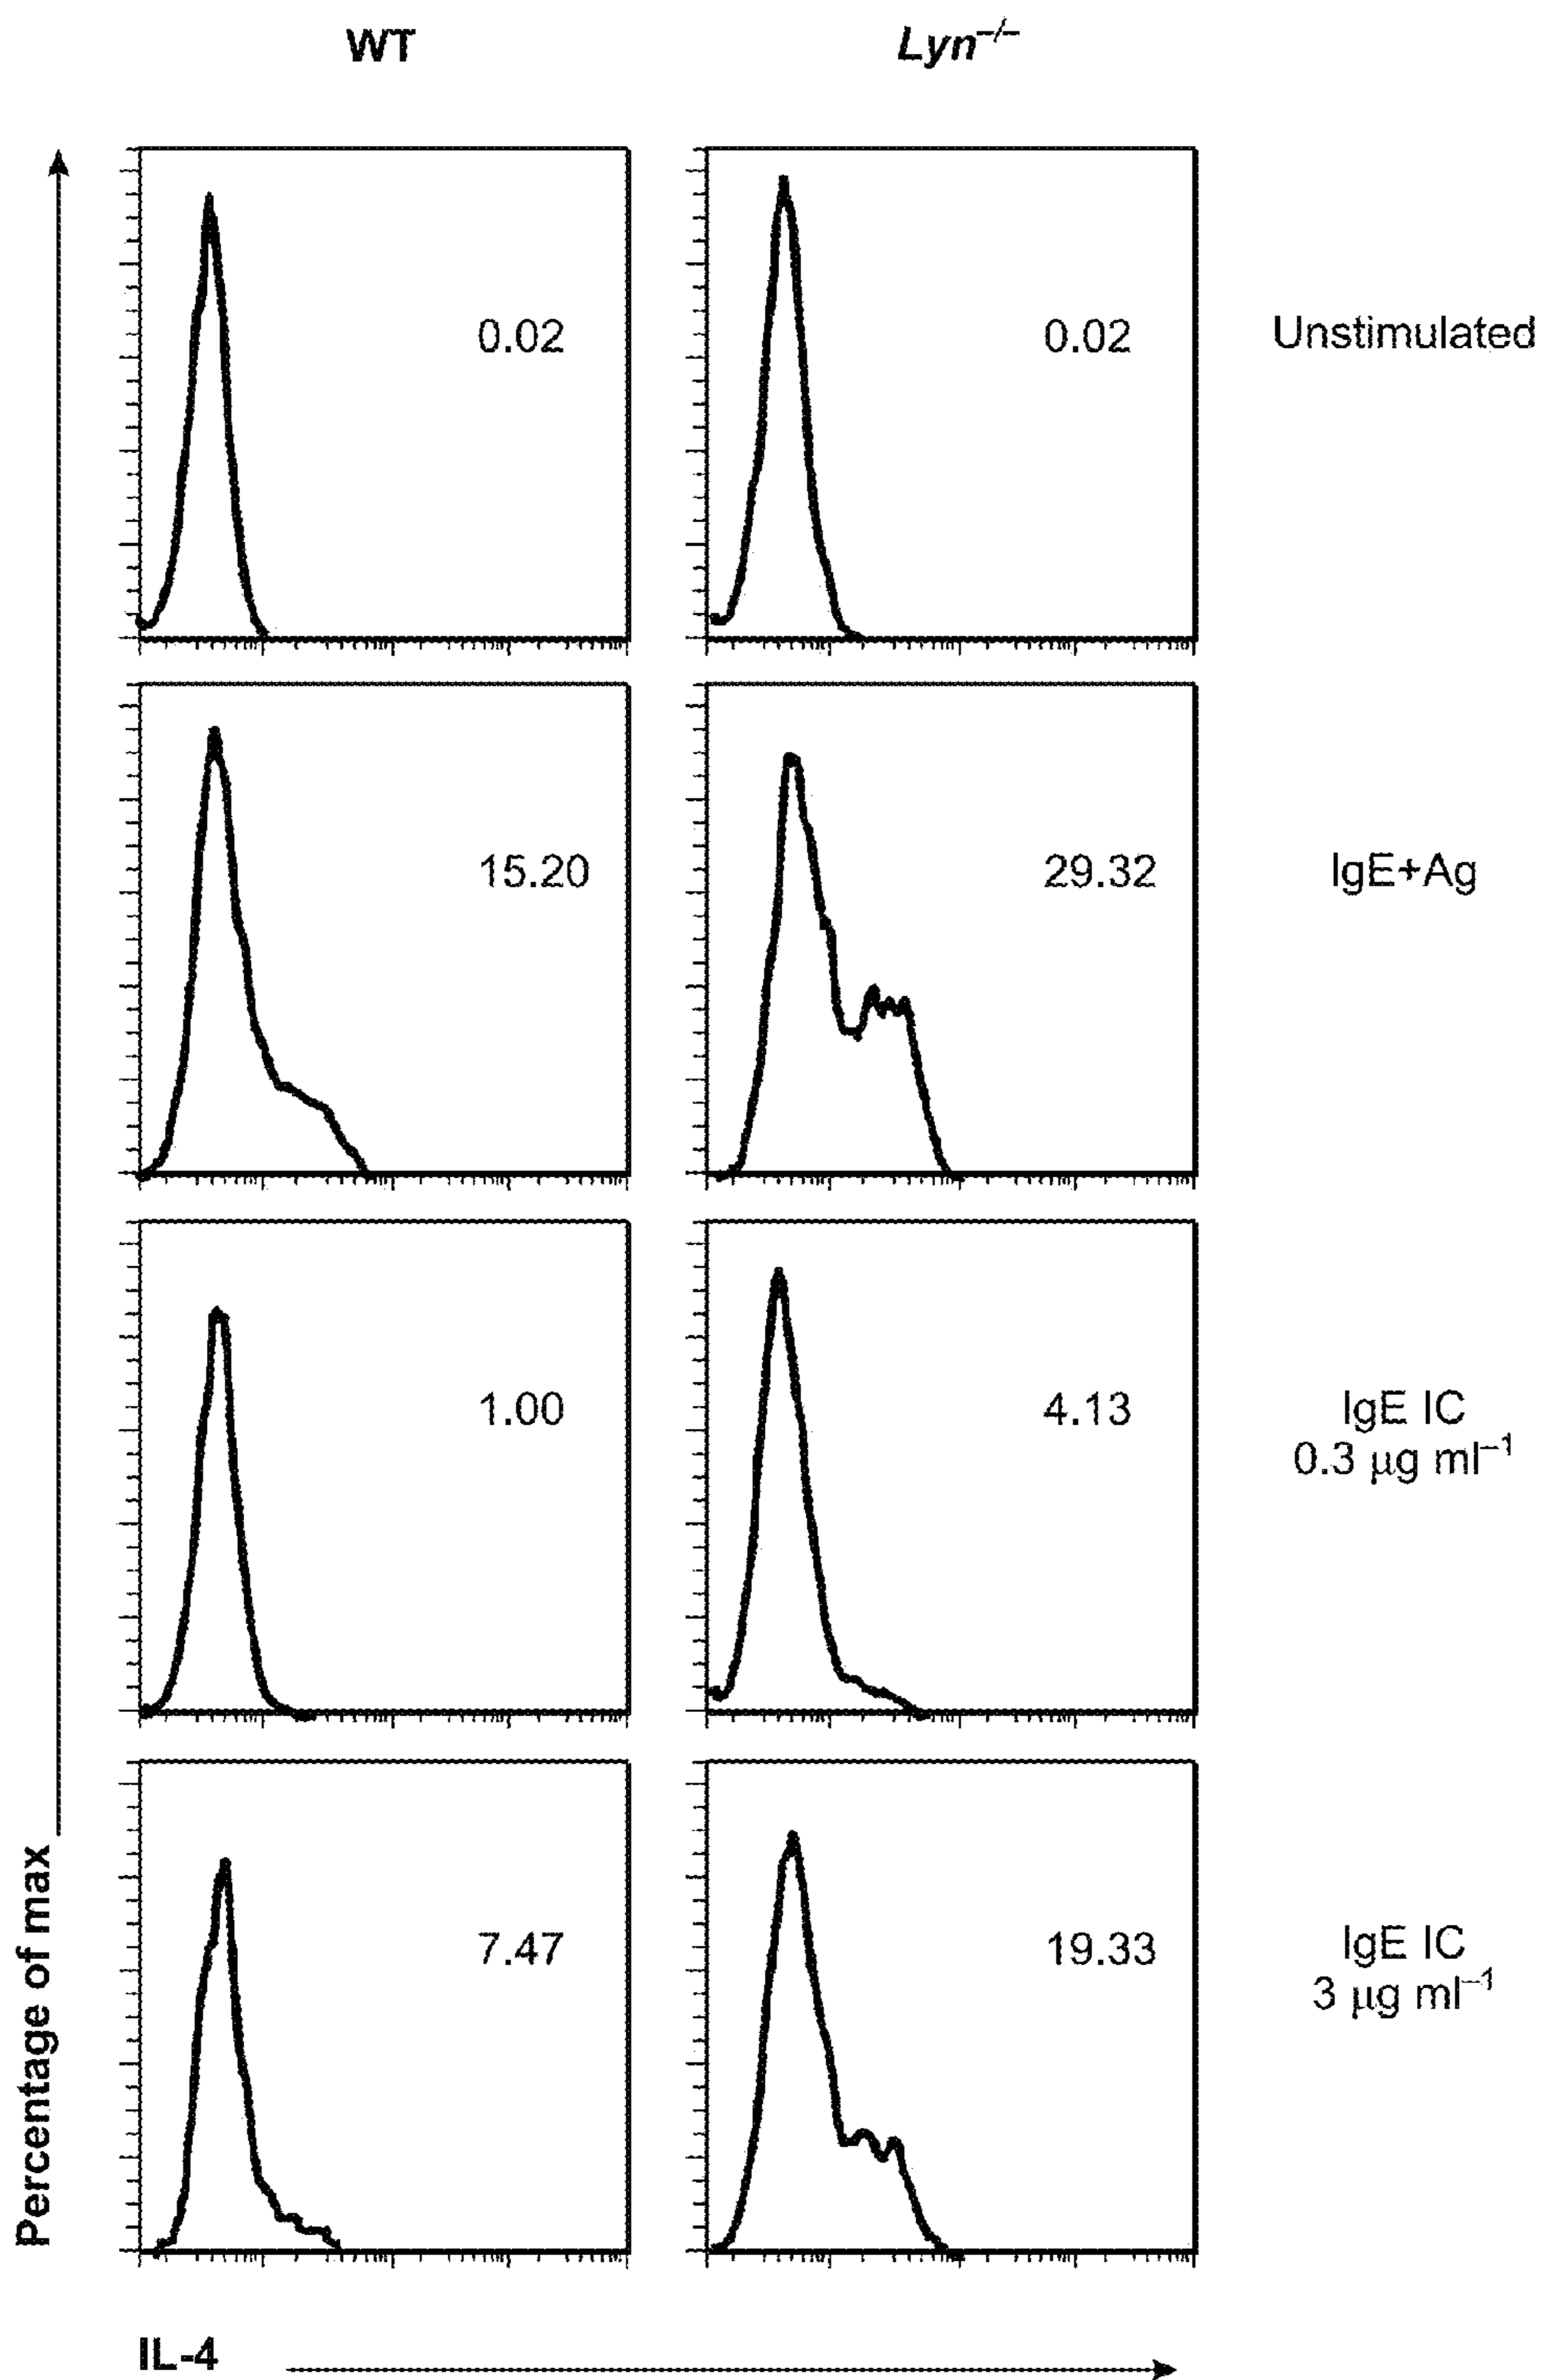 WT
Lyn⁻/⁻
0.02
0.02
Unstimulated
15.20
29.32
IgE+Ag
1.00
4.13
IgE IC
0.3 μg ml⁻¹
7.47
19.33
IgE IC
3 μg ml⁻¹
Percentage of max
IL-4